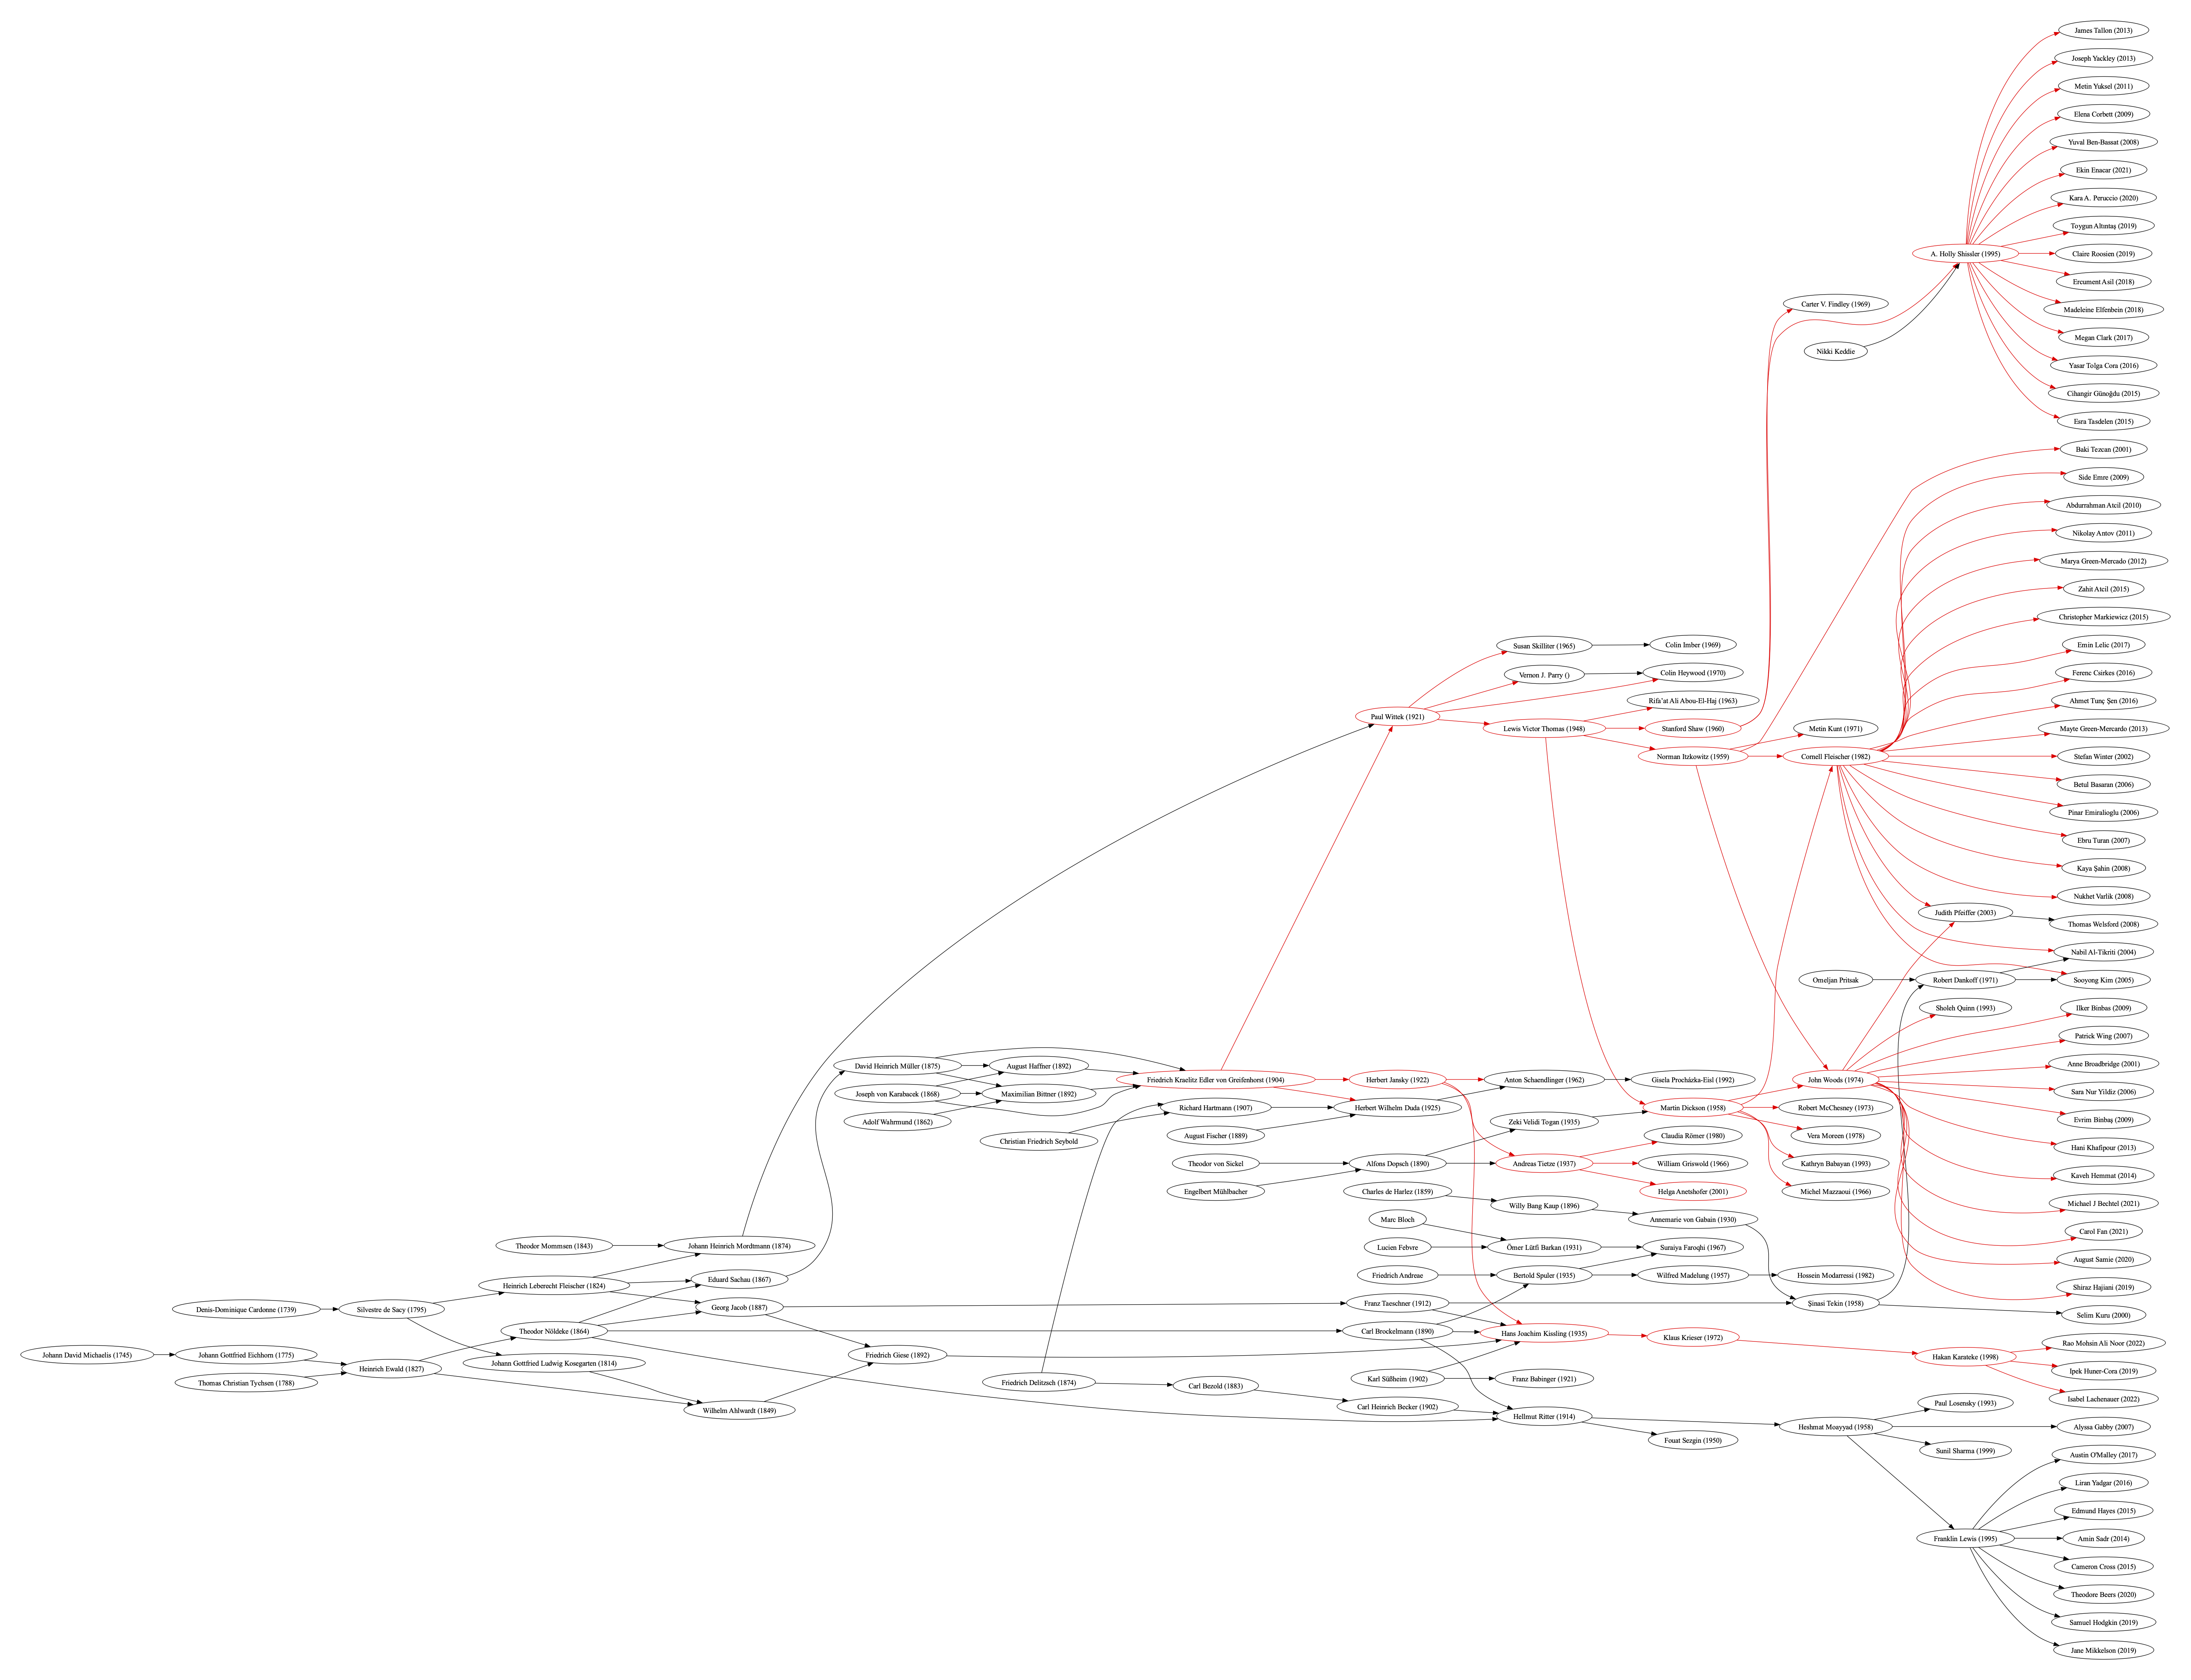 James Tallon (2013)
Joseph Yackley (2013)
Metin Yuksel (2011)
Elena Corbett (2009)
Yuval Ben-Bassat (2008)
Ekin Enacar (2021)
Kara A. Peruccio (2020)
Toygun Altıntaş (2019)
A. Holly Shissler (1995)
Claire Roosien (2019)
Ercument Asil (2018)
Carter V. Findley (1969)
Madeleine Elfenbein (2018)
Megan Clark (2017)
Nikki Keddie
Yasar Tolga Cora (2016)
Cihangir Günoğdu (2015)
Esra Tasdelen (2015)
Baki Tezcan (2001)
Side Emre (2009)
Abdurrahman Atcil (2010)
Nikolay Antov (2011)
Marya Green-Mercado (2012)
Zahit Atcil (2015)
Christopher Markiewicz (2015)
Susan Skilliter (1965)
Colin Imber (1969)
Emin Lelic (2017)
Vernon J. Parry ()
Colin Heywood (1970)
Ferenc Csirkes (2016)
Rifa'at Ali Abou-El-Haj (1963)
Ahmet Tunç Şen (2016)
Paul Wittek (1921)
Lewis Victor Thomas (1948)
Stanford Shaw (1960)
Metin Kunt (1971)
Mayte Green-Mercardo (2013)
Norman Itzkowitz (1959)
Cornell Fleischer (1982)
Stefan Winter (2002)
Betul Basaran (2006)
Pinar Emiralioglu (2006)
Ebru Turan (2007)
Kaya Şahin (2008)
Nukhet Varlik (2008)
Judith Pfeiffer (2003)
Thomas Welsford (2008)
Nabil Al-Tikriti (2004)
Omeljan Pritsak
Robert Dankoff (1971)
Sooyong Kim (2005)
Sholeh Quinn (1993)
Ilker Binbas (2009)
Patrick Wing (2007)
David Heinrich Müller (1875)
August Haffner (1892)
Anne Broadbridge (2001)
Friedrich Kraelitz Edler von Greifenhorst (1904)
Herbert Jansky (1922)
Anton Schaendlinger (1962)
Gisela Procházka-Eisl (1992)
John Woods (1974)
Joseph von Karabacek (1868)
Maximilian Bittner (1892)
Sara Nur Yildiz (2006)
Richard Hartmann (1907)
Herbert Wilhelm Duda (1925)
Martin Dickson (1958)
Robert McChesney (1973)
Adolf Wahrmund (1862)
Zeki Velidi Togan (1935)
Evrim Binbaş (2009)
Christian Friedrich Seybold
August Fischer (1889)
Claudia Römer (1980)
Vera Moreen (1978)
Hani Khafipour (2013)
Theodor von Sickel
Alfons Dopsch (1890)
Andreas Tietze (1937)
William Griswold (1966)
Kathryn Babayan (1993)
Kaveh Hemmat (2014)
Engelbert Mühlbacher
Charles de Harlez (1859)
Helga Anetshofer (2001)
Michel Mazzaoui (1966)
Willy Bang Kaup (1896)
Michael J Bechtel (2021)
Marc Bloch
Annemarie von Gabain (1930)
Carol Fan (2021)
Theodor Mommsen (1843)
Johann Heinrich Mordtmann (1874)
Lucien Febvre
Ömer Lütfi Barkan (1931)
Suraiya Faroqhi (1967)
August Samie (2020)
Heinrich Leberecht Fleischer (1824)
Eduard Sachau (1867)
Friedrich Andreae
Bertold Spuler (1935)
Wilfred Madelung (1957)
Hossein Modarressi (1982)
Shiraz Hajiani (2019)
Denis-Dominique Cardonne (1739)
Silvestre de Sacy (1795)
Georg Jacob (1887)
Franz Taeschner (1912)
Şinasi Tekin (1958)
Selim Kuru (2000)
Theodor Nöldeke (1864)
Carl Brockelmann (1890)
Hans Joachim Kissling (1935)
Klaus Krieser (1972)
Rao Mohsin Ali Noor (2022)
Johann David Michaelis (1745)
Johann Gottfried Eichhorn (1775)
Johann Gottfried Ludwig Kosegarten (1814)
Friedrich Giese (1892)
Hakan Karateke (1998)
Heinrich Ewald (1827)
Ipek Huner-Cora (2019)
Thomas Christian Tychsen (1788)
Friedrich Delitzsch (1874)
Carl Bezold (1883)
Karl Süßheim (1902)
Franz Babinger (1921)
Isabel Lachenauer (2022)
Wilhelm Ahlwardt (1849)
Carl Heinrich Becker (1902)
Paul Losensky (1993)
Hellmut Ritter (1914)
Heshmat Moayyad (1958)
Alyssa Gabby (2007)
Fouat Sezgin (1950)
Sunil Sharma (1999)
Austin O'Malley (2017)
Liran Yadgar (2016)
Edmund Hayes (2015)
Franklin Lewis (1995)
Amin Sadr (2014)
Cameron Cross (2015)
Theodore Beers (2020)
Samuel Hodgkin (2019)
Jane Mikkelson (2019)